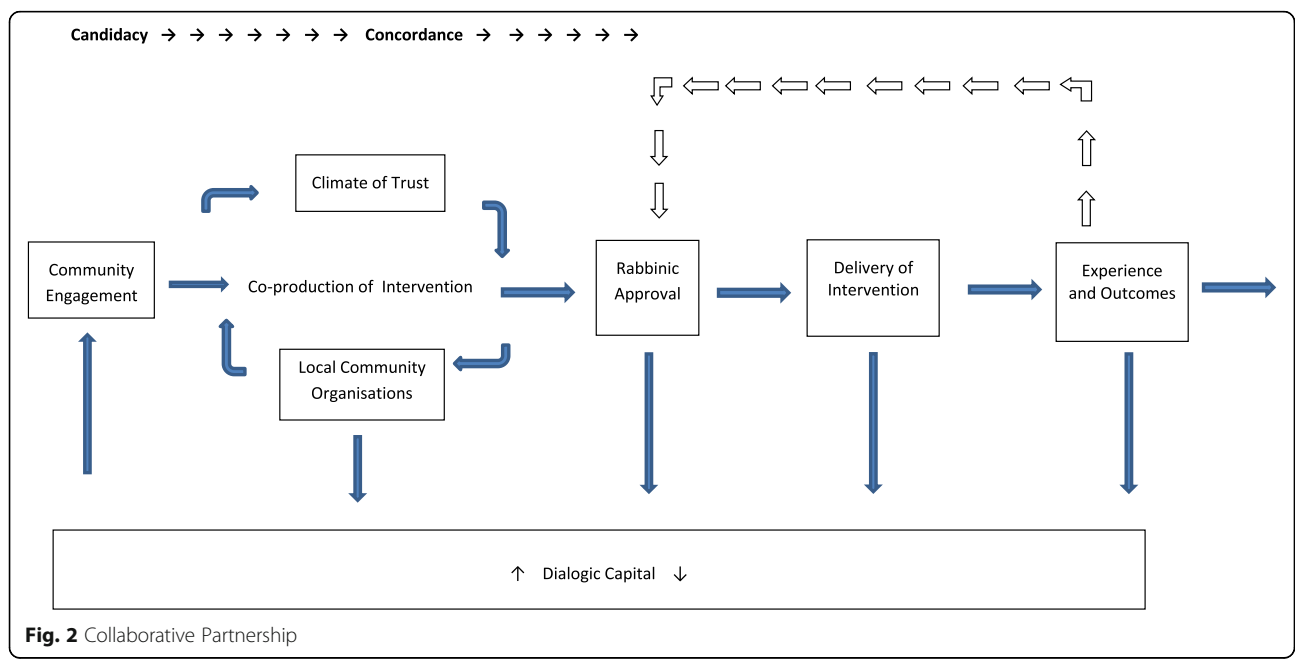 Candidacy → → → → → → → Concordance → → → → → →
Climate of Trust
Community
Engagement
Co-production of Intervention
Local Community
Organisations
Rabbinic
Approval
Delivery of
Intervention
Experience
and Outcomes
↑ Dialogic Capital ↓
Fig. 2 Collaborative Partnership